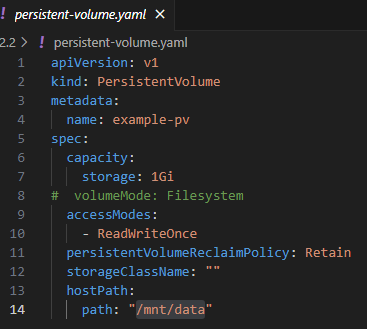 ! persistent-volume.yaml ×
2.2 > ! persistent-volume.yaml
1 apiVersion: v1
2 kind: PersistentVolume
3 metadata:
4   name: example-pv
5 spec:
6   capacity:
7     storage: 1Gi
8 #  volumeMode: Filesystem
9   accessModes:
10     - ReadWriteOnce
11   persistentVolumeReclaimPolicy: Retain
12   storageClassName: ""
13   hostPath:
14     path: "/mnt/data"